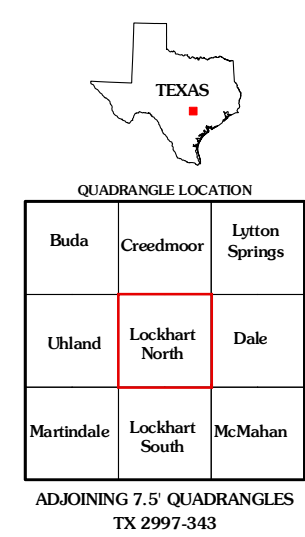 TEXAS
QUADRANGLE LOCATION
Buda
Creedmoor
Lytton
Springs
Uhland
Lockhart
North
Dale
Martindale
Lockhart
South
McMahan
ADJOINING 7.5' QUADRANGLES
TX 2997-343